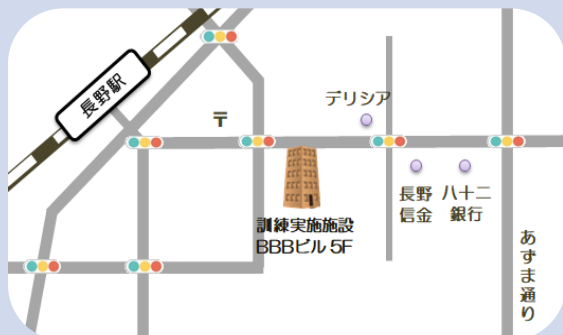 長野駅
〒
デリシア
訓練実施施設
BBBビル 5F
長野
信金
八十二
銀行
あずま通り